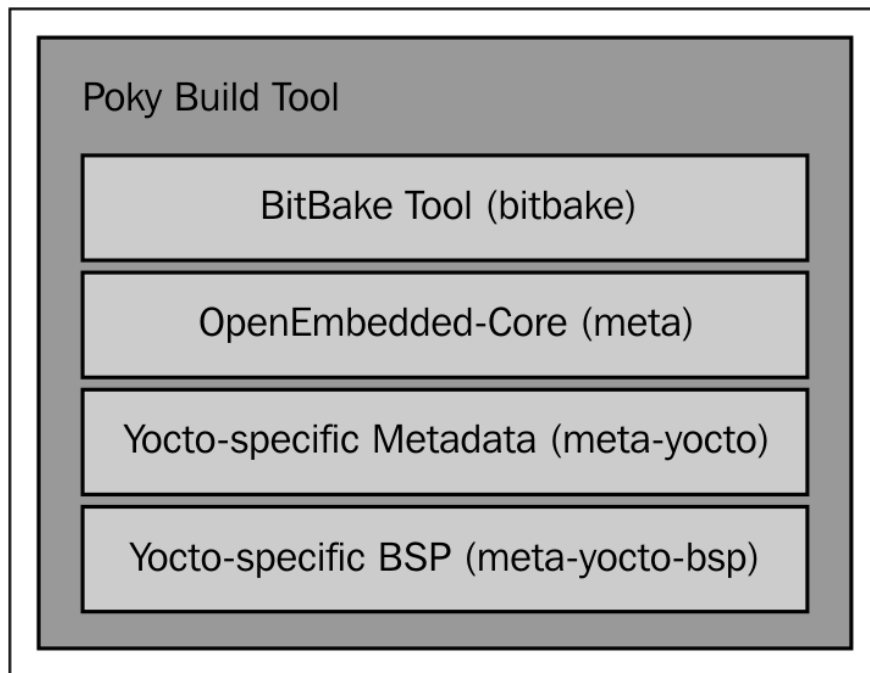 Poky Build Tool
BitBake Tool (bitbake)
OpenEmbedded-Core (meta)
Yocto-specific Metadata (meta-yocto)
Yocto-specific BSP (meta-yocto-bsp)